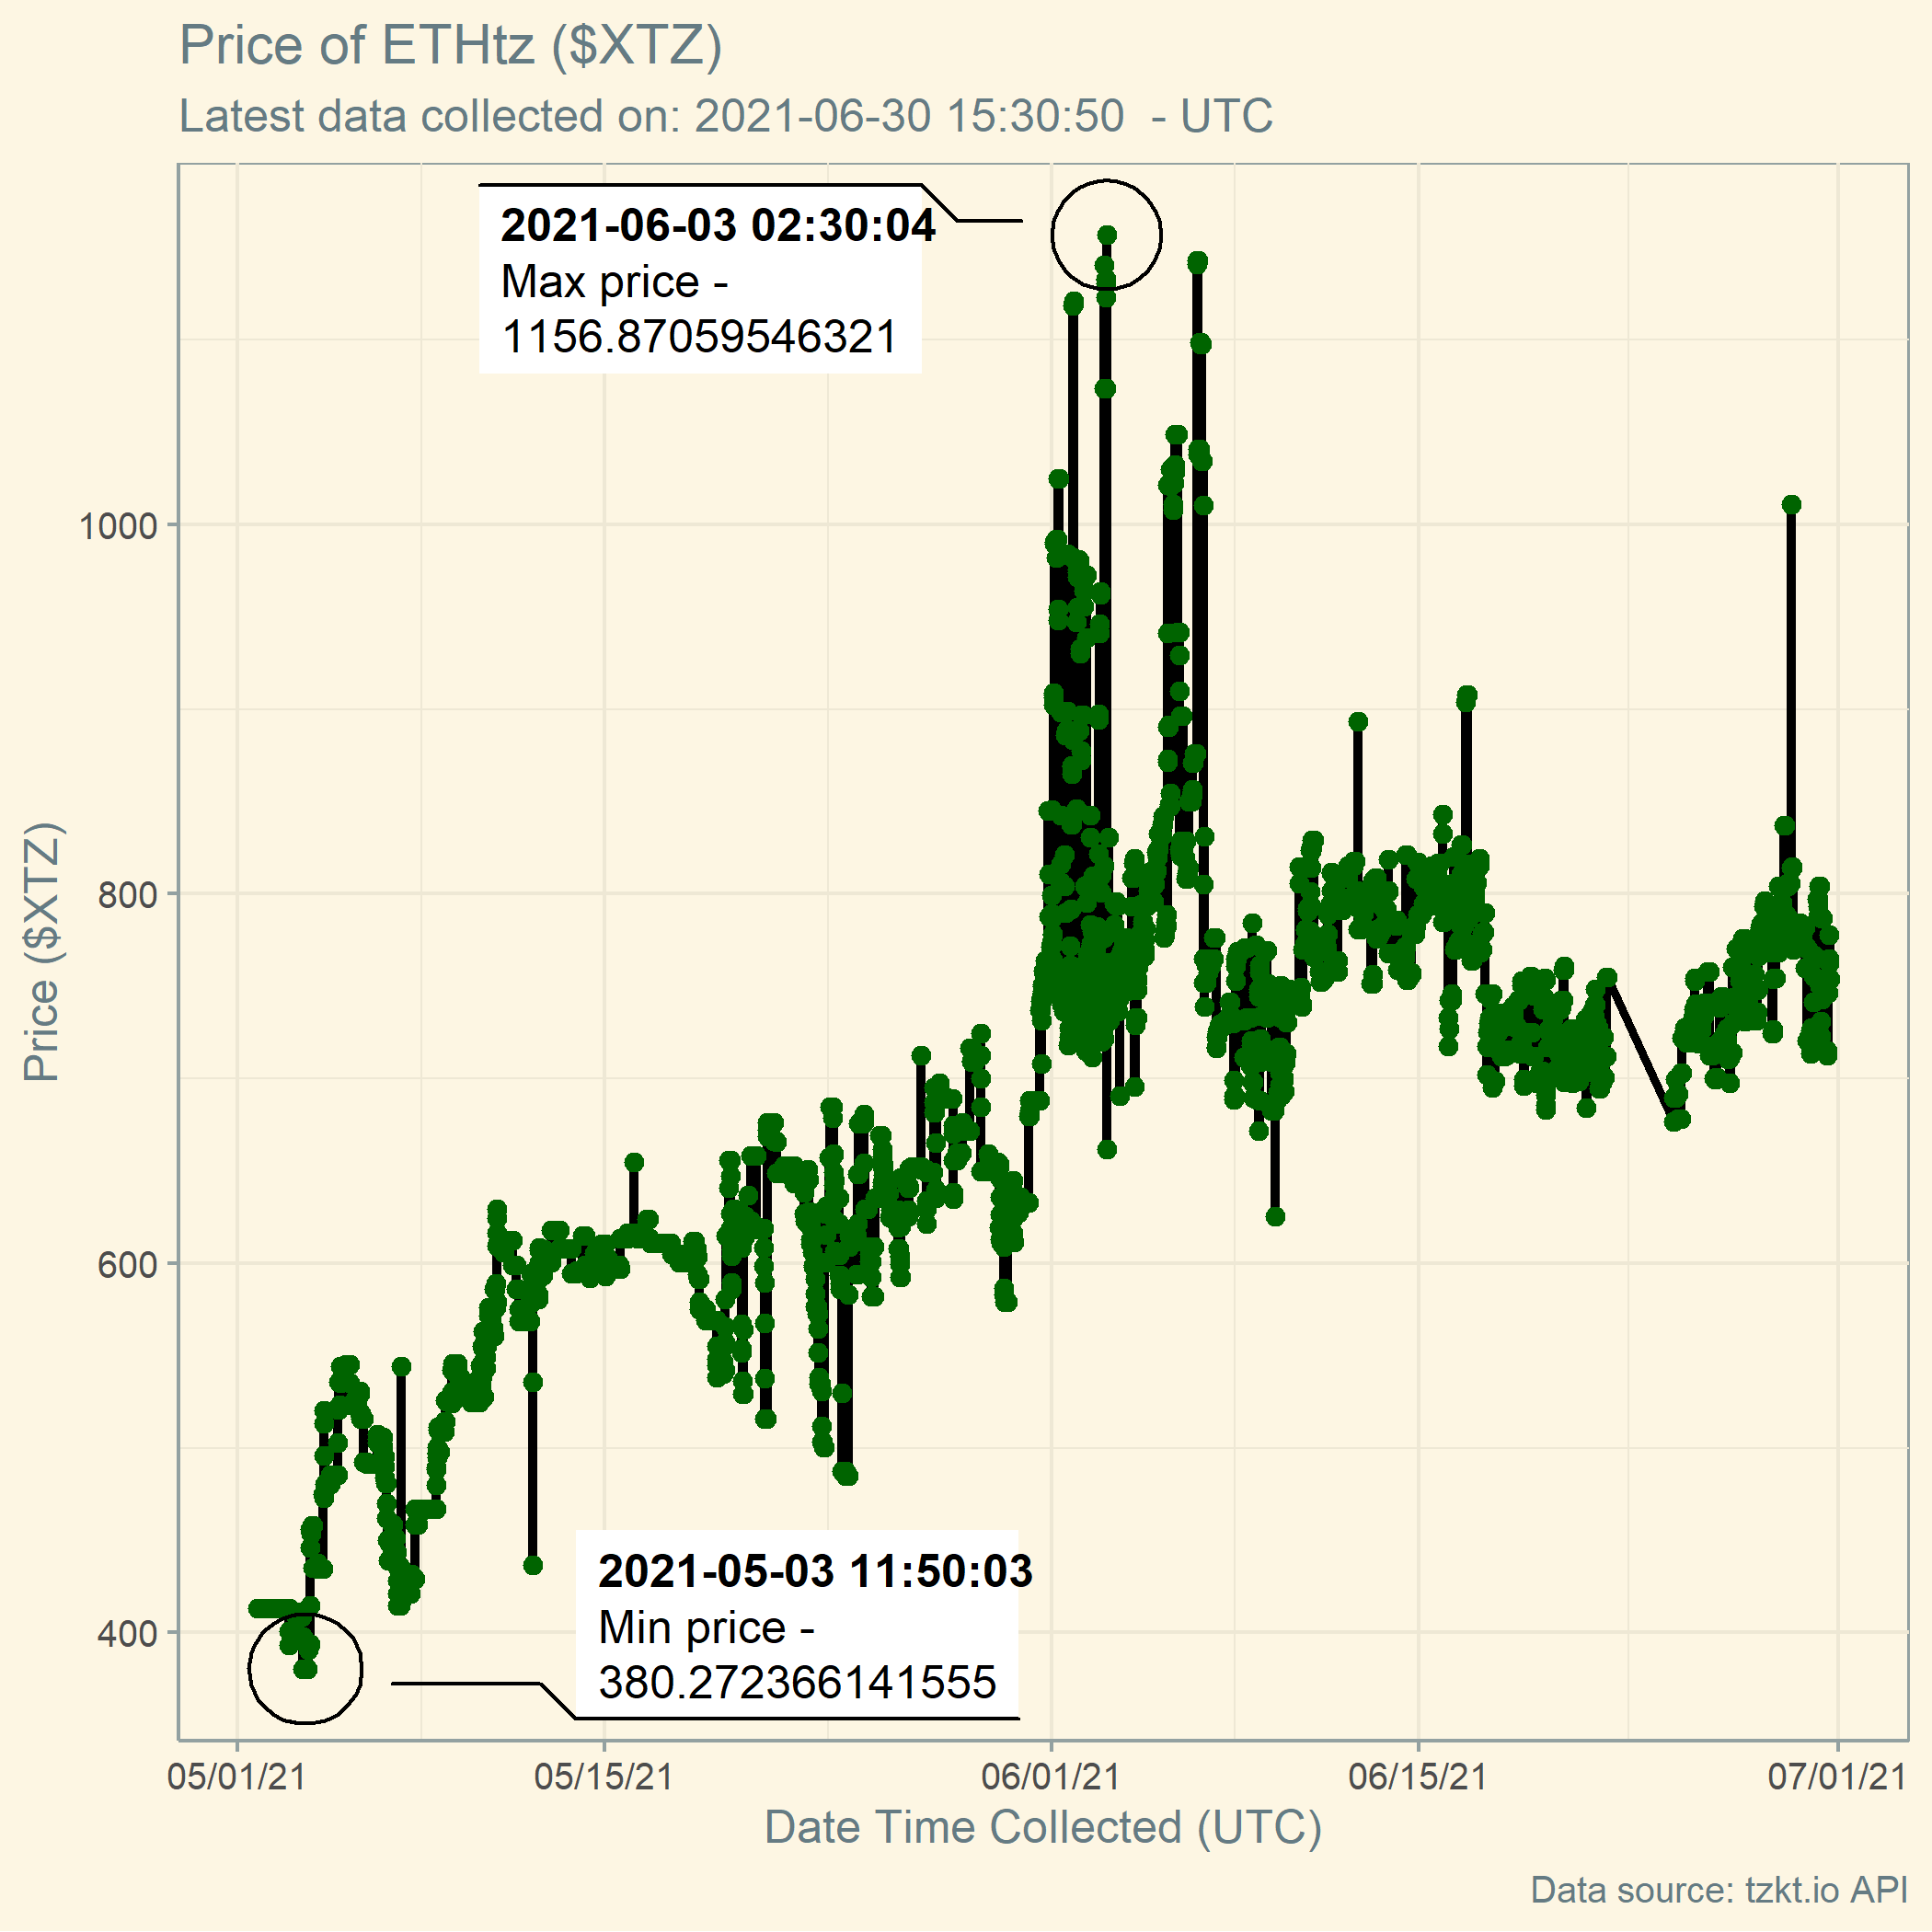 Price of ETHtz ($XTZ)
Latest data collected on: 2021-06-30 15:30:50  - UTC
2021-06-03 02:30:04
Max price -
1156.87059546321
1000
800
600
400
Price ($XTZ)
2021-05-03 11:50:03
Min price -
380.272366141555
05/01/21
05/15/21
06/01/21
06/15/21
07/01/21
Date Time Collected (UTC)
Data source: tzkt.io API